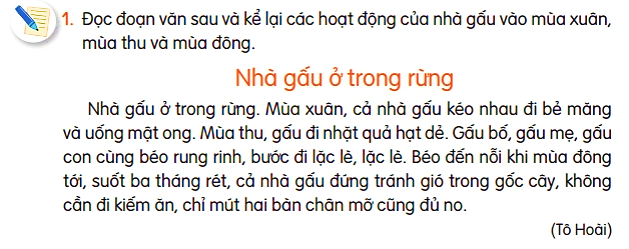 1. Đọc đoạn văn sau và kể lại các hoạt động của nhà gấu vào mùa xuân,
mùa thu và mùa đông.
Nhà gấu ở trong rừng
Nhà gấu ở trong rừng. Mùa xuân, cả nhà gấu kéo nhau đi bẻ măng
và uống mật ong. Mùa thu, gấu đi nhặt quả hạt dẻ. Gấu bố, gấu mẹ, gấu
con cùng béo rung rinh, bước đi lặc lè, lặc lè. Béo đến nỗi khi mùa đông
tới, suốt ba tháng rét, cả nhà gấu đứng tránh gió trong gốc cây, không
cần đi kiếm ăn, chỉ mút hai bàn chân mỡ cũng đủ no.
(Tô Hoài)